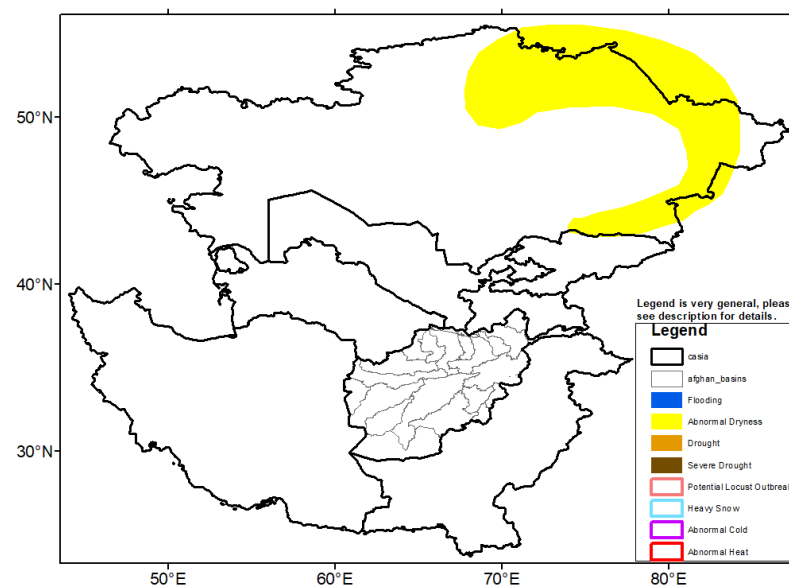 50°N
40°N
30°N
50°E
60°E
70°E
80°E
Legend is very general, pleas
see description for details.
Legend
casia
afghan_basins
Flooding
Abnormal Dryness
Drought
Severe Drought
Potential Locust Outbreak
Heavy Snow
Abnormal Cold
Abnormal Heat